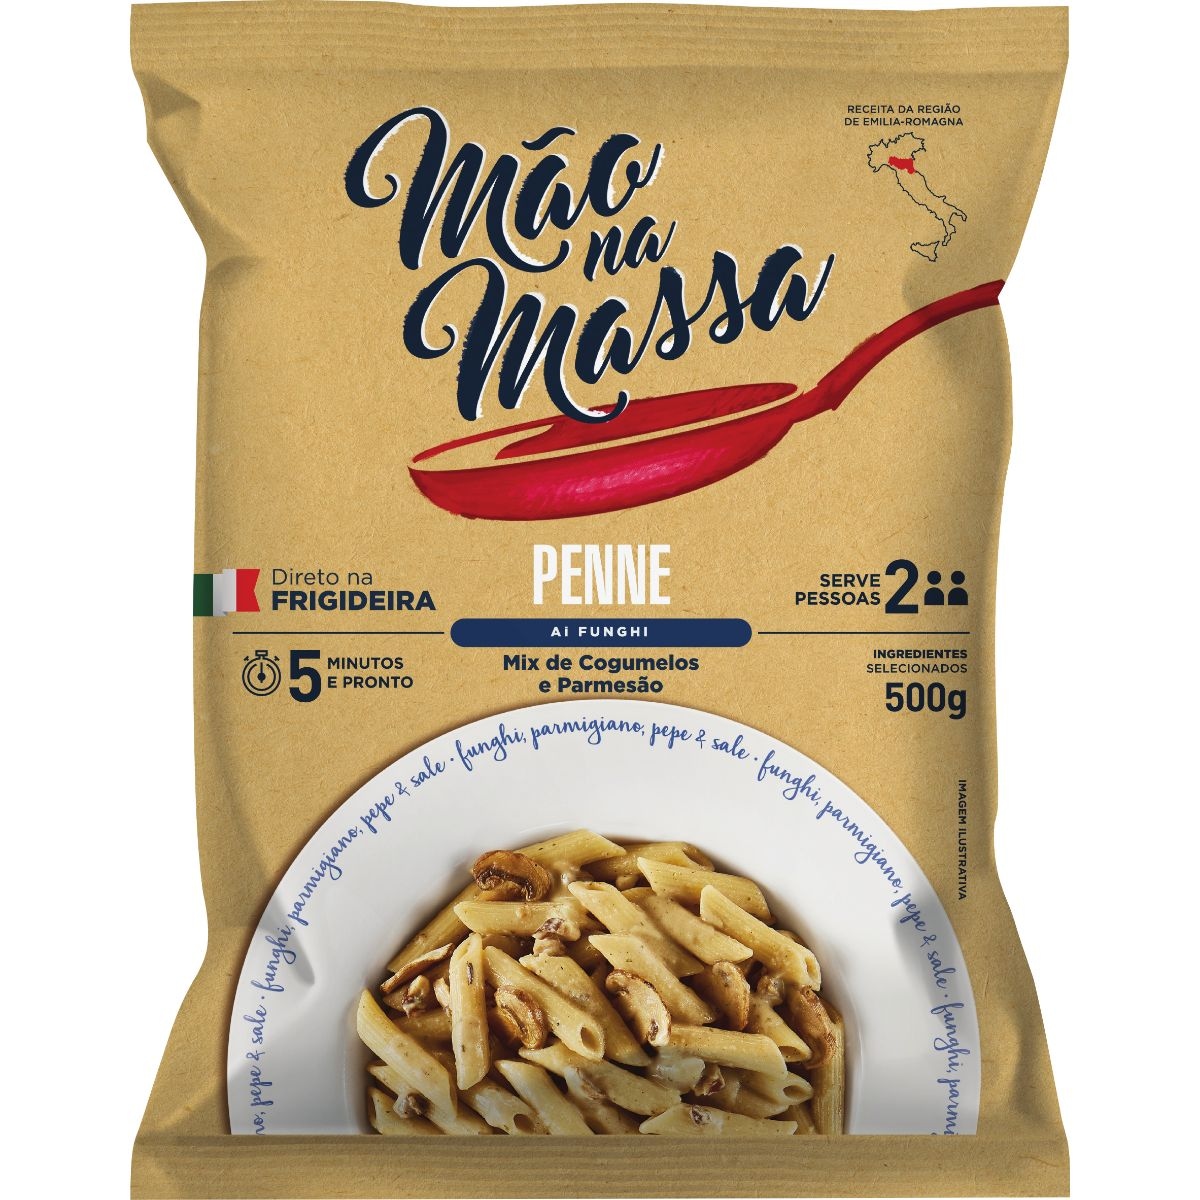 RECEITA DA REGIÃO
DE EMILIA-ROMAGNA
Mão
na
Massa
PENNE
Direto na
FRIGIDEIRA
SERVE
PESSOAS 2
Ai FUNGHI
5 MINUTOS
E PRONTO
Mix de Cogumelos
e Parmesão
INGREDIENTES
SELECIONADOS
500g
no, pepe & sale · funghi, parmigiano, pepe & sale · funghi, parmigiano, pepe & sale · funghi, parmigiano, pepe & sale · funghi, parmi
IMAGEM ILUSTRATIVA